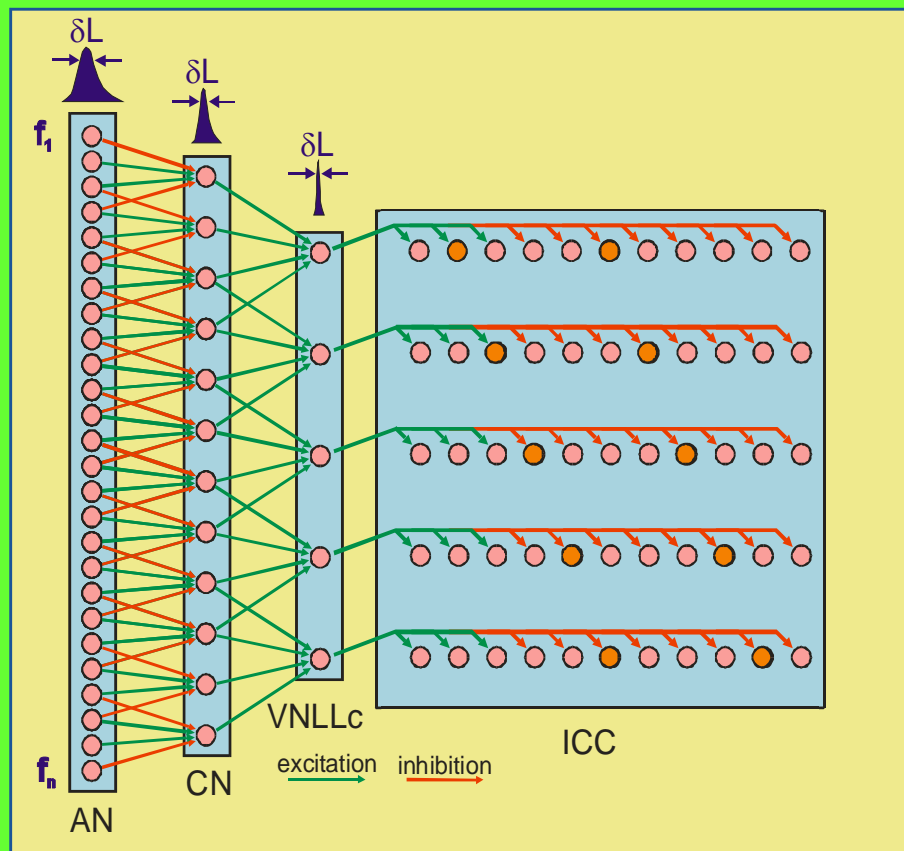 δL
δL
δL
f1
fn
AN
CN
VNLLc
ICC
excitation
inhibition